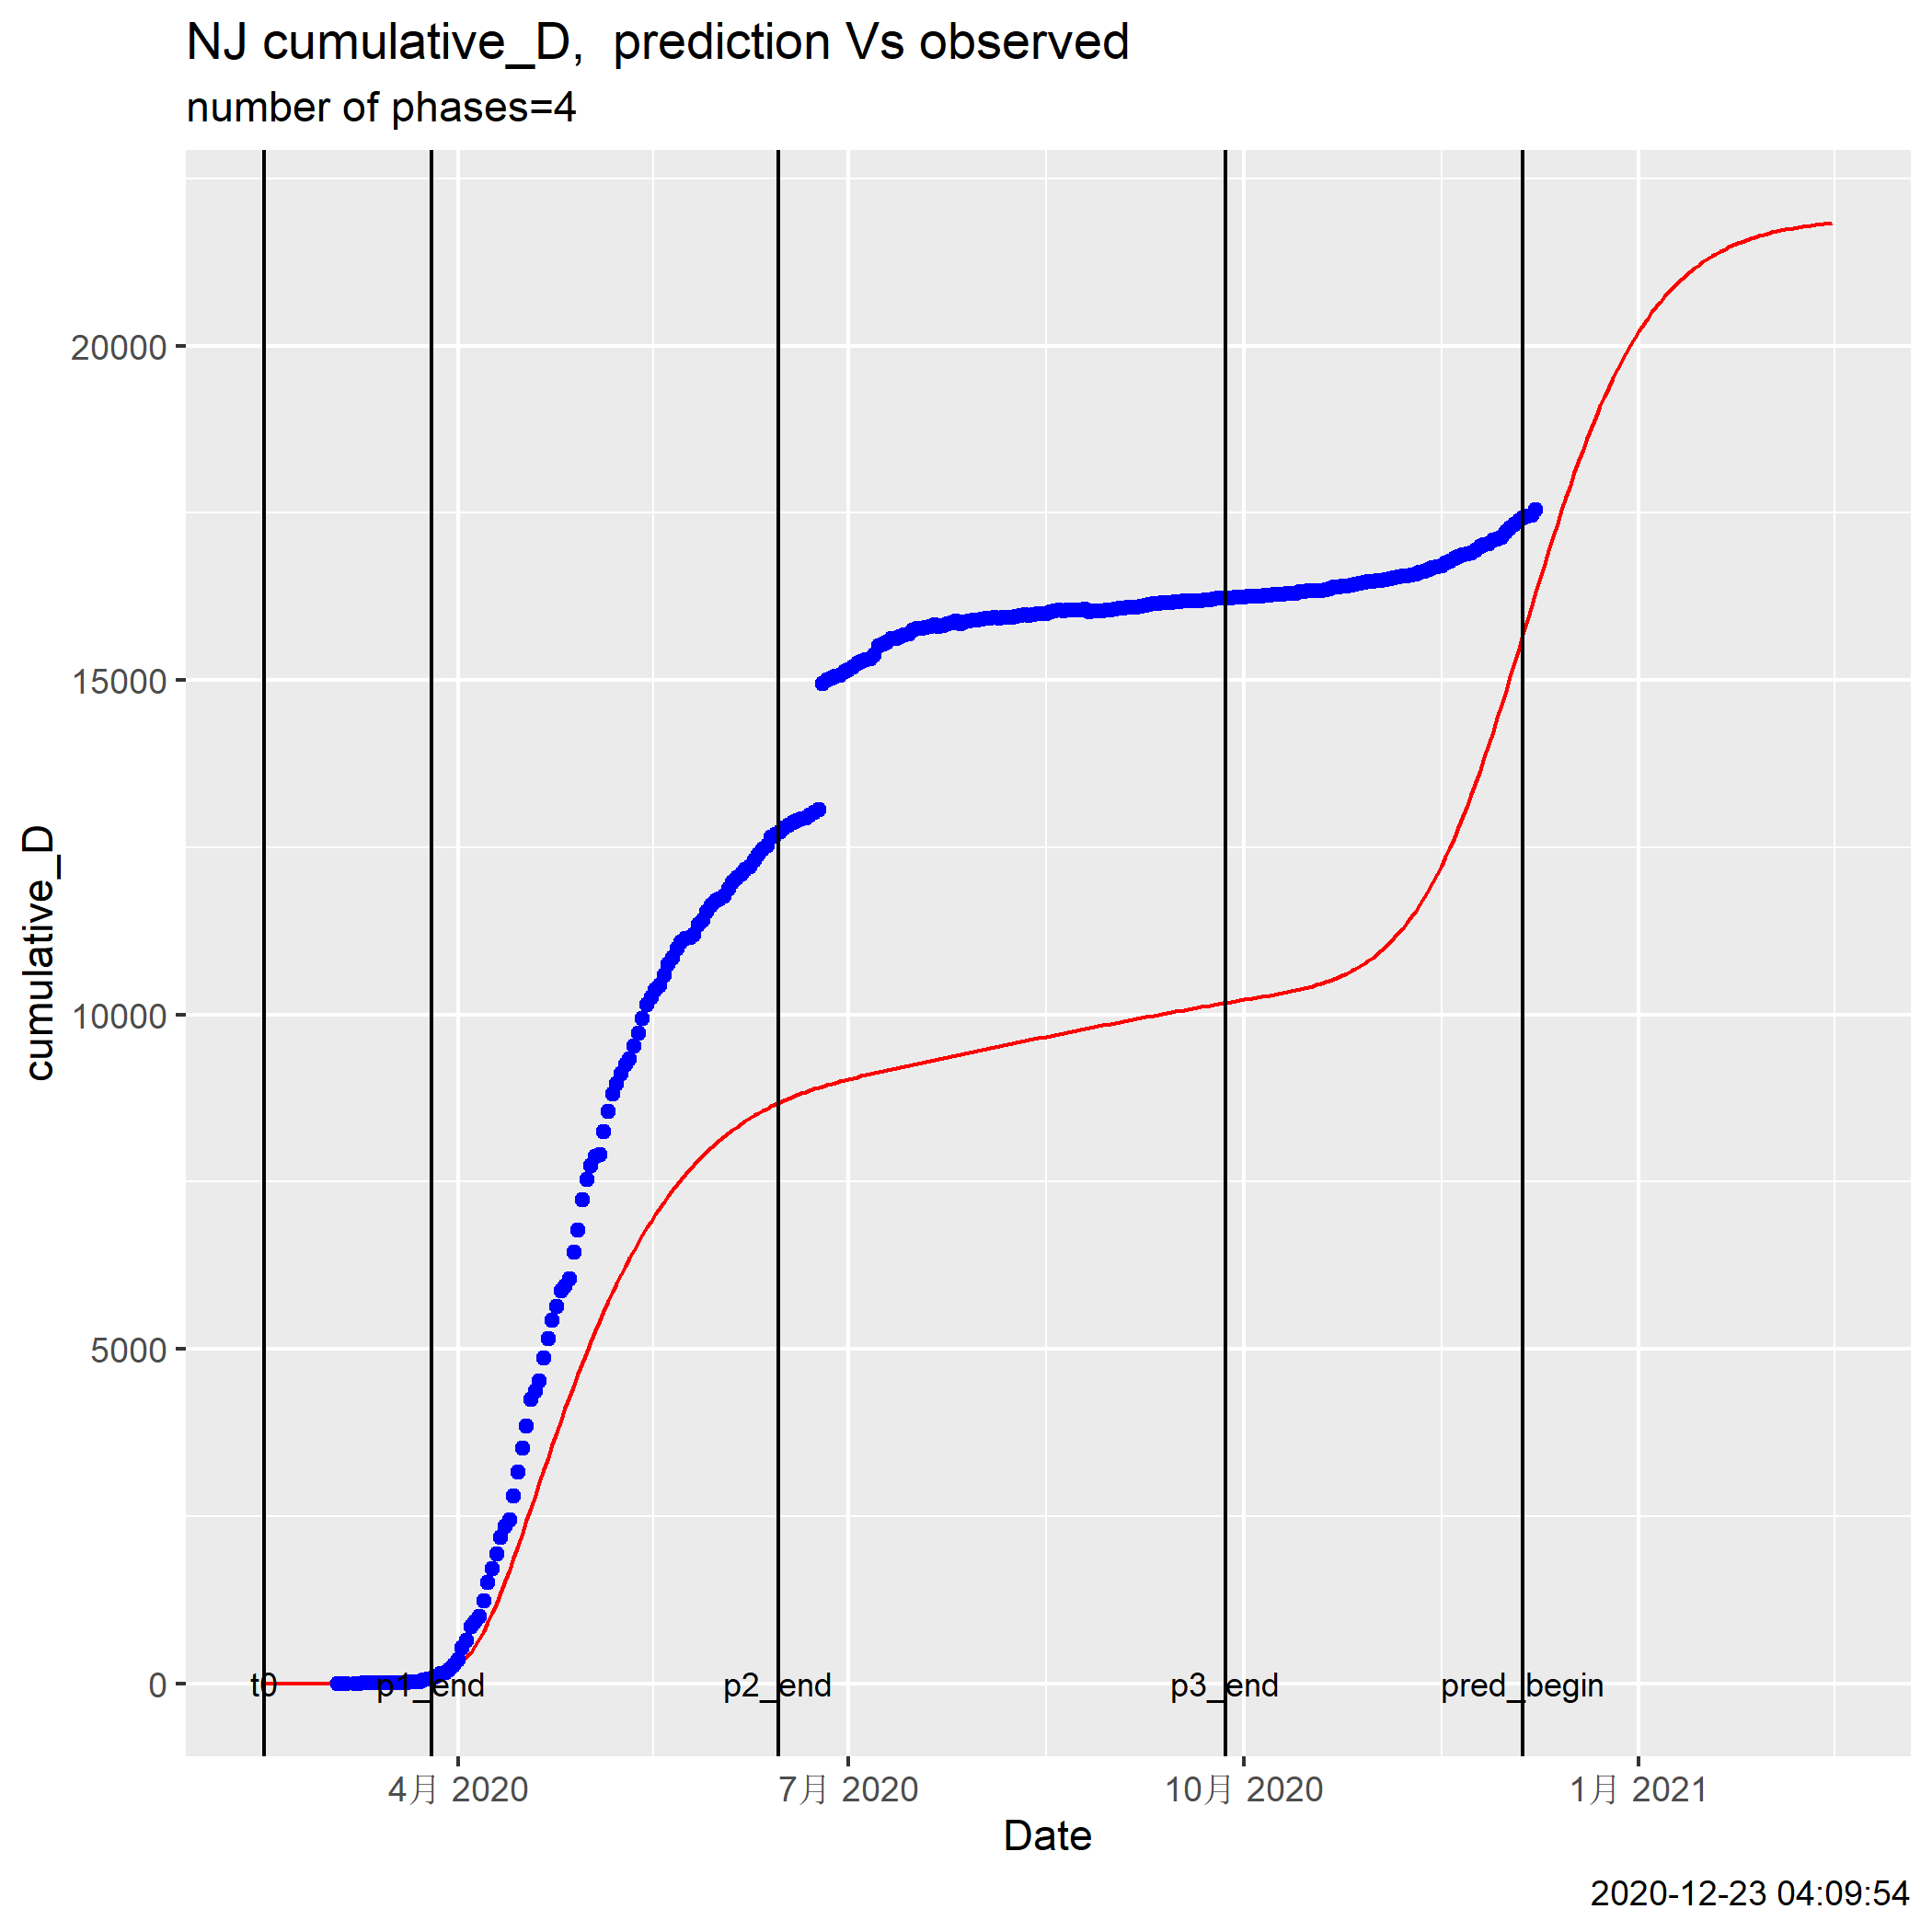 NJ cumulative_D,  prediction Vs observed
number of phases=4
cumulative_D
20000
15000
10000
5000
0
t0
p1_end
p2_end
p3_end
pred_begin
4月 2020
7月 2020
10月 2020
1月 2021
Date
2020-12-23 04:09:54